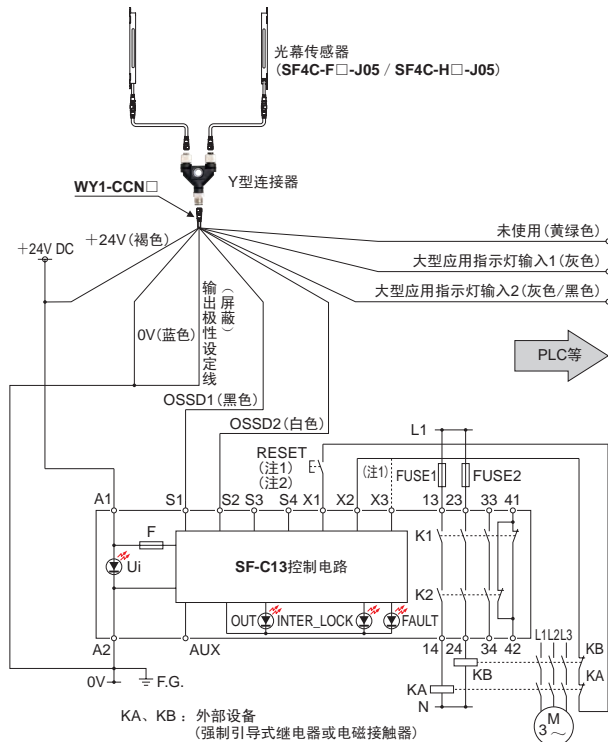 光幕传感器
(SF4C-F□-J05 / SF4C-H□-J05)
Y型连接器
WY1-CCN□
+24V(褐色)
+24V DC
未使用(黄绿色)
大型应用指示灯输入1(灰色)
大型应用指示灯输入2(灰色/黑色)
0V(蓝色)
输出极性设定线
(屏蔽)
PLC等
OSSD1(黑色)
OSSD2(白色)
RESET
(注1)
(注2)
(注1)
L1
FUSE1
FUSE2
A1
S1
S2
S3
S4
X1
X2
X3
13
23
33
41
F
Ui
SF-C13控制电路
K1
K2
OUT
INTER_LOCK
FAULT
A2
AUX
14
24
34
42
L1L2L3
KB
KA
KB
KA
N
0V
F.G.
M
3～
KA、KB：外部设备
(强制引导式继电器或电磁接触器)